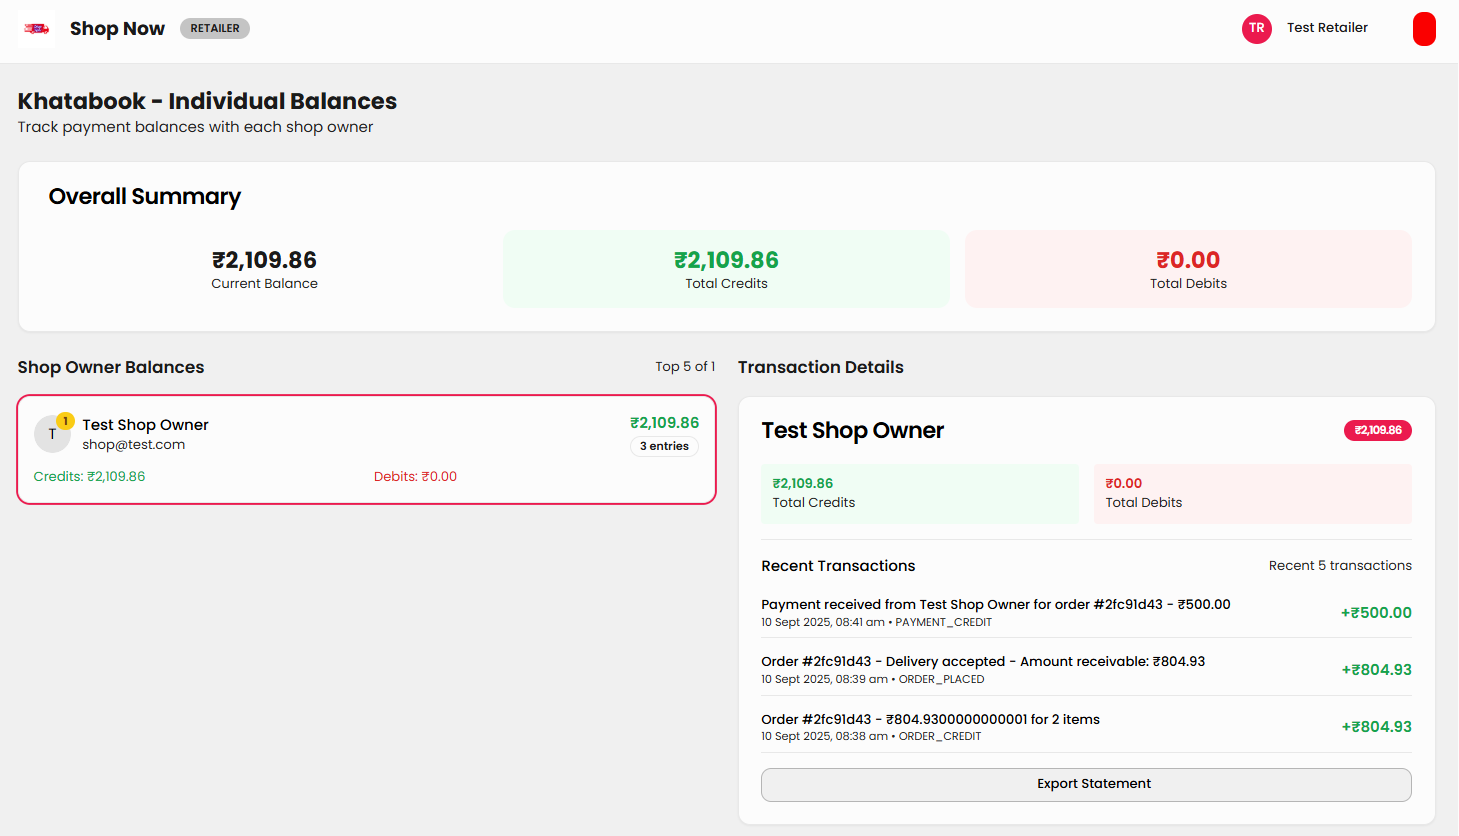 Shop Now RETAILER
TR Test Retailer
Khatabook - Individual Balances
Track payment balances with each shop owner
Overall Summary
₹2,109.86
Current Balance
₹2,109.86
Total Credits
₹0.00
Total Debits
Shop Owner Balances
Top 5 of 1
T
1
Test Shop Owner
shop@test.com
₹2,109.86
3 entries
Credits: ₹2,109.86
Debits: ₹0.00
Transaction Details
Test Shop Owner
₹2,109.86
₹2,109.86
Total Credits
₹0.00
Total Debits
Recent Transactions
Recent 5 transactions
Payment received from Test Shop Owner for order #2fc91d43 - ₹500.00
10 Sept 2025, 08:41 am • PAYMENT_CREDIT
+₹500.00
Order #2fc91d43 - Delivery accepted - Amount receivable: ₹804.93
10 Sept 2025, 08:39 am • ORDER_PLACED
+₹804.93
Order #2fc91d43 - ₹804.9300000000001 for 2 items
10 Sept 2025, 08:38 am • ORDER_CREDIT
+₹804.93
Export Statement